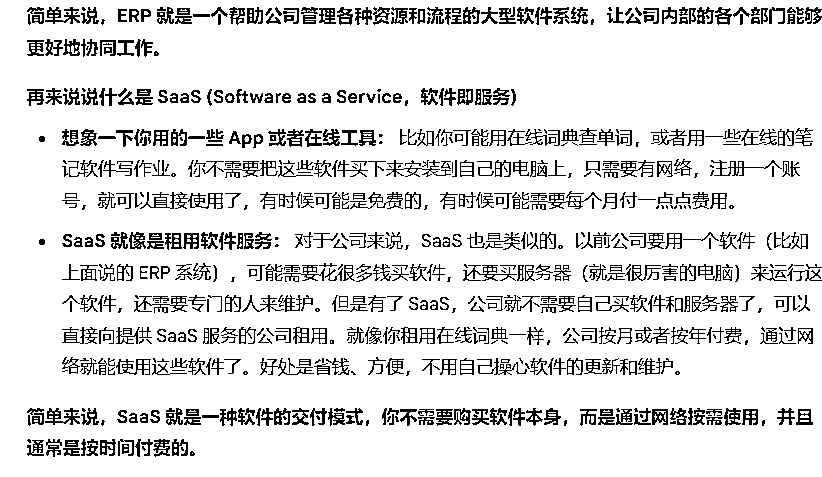 简单来说，ERP 就是一个帮助公司管理各种资源和流程的大型软件系统，让公司内部的各个部门能够
更好地协同工作。
再来说说什么是 SaaS (Software as a Service，软件即服务)
• 想象一下你用的一些 App 或者在线工具： 比如你可能用在线词典查单词，或者用一些在线的笔
记软件写作业。你不需要把这些软件买下来安装到自己的电脑上，只需要有网络，注册一个账
号，就可以直接使用了，有时候可能是免费的，有时候可能需要每个月付一点点费用。
• SaaS 就像是租用软件服务： 对于公司来说，SaaS 也是类似的。以前公司要用一个软件（比如
上面说的 ERP 系统），可能需要花很多钱买软件，还要买服务器（就是很厉害的电脑）来运行这
个软件，还需要专门的人来维护。但是有了 SaaS，公司就不需要自己买软件和服务器了，可以
直接向提供 SaaS 服务的公司租用。就像你租用在线词典一样，公司按月或者按年付费，通过网
络就能使用这些软件了。好处是省钱、方便，不用自己操心软件的更新和维护。
简单来说，SaaS 就是一种软件的交付模式，你不需要购买软件本身，而是通过网络按需使用，并且
通常是按时间付费的。